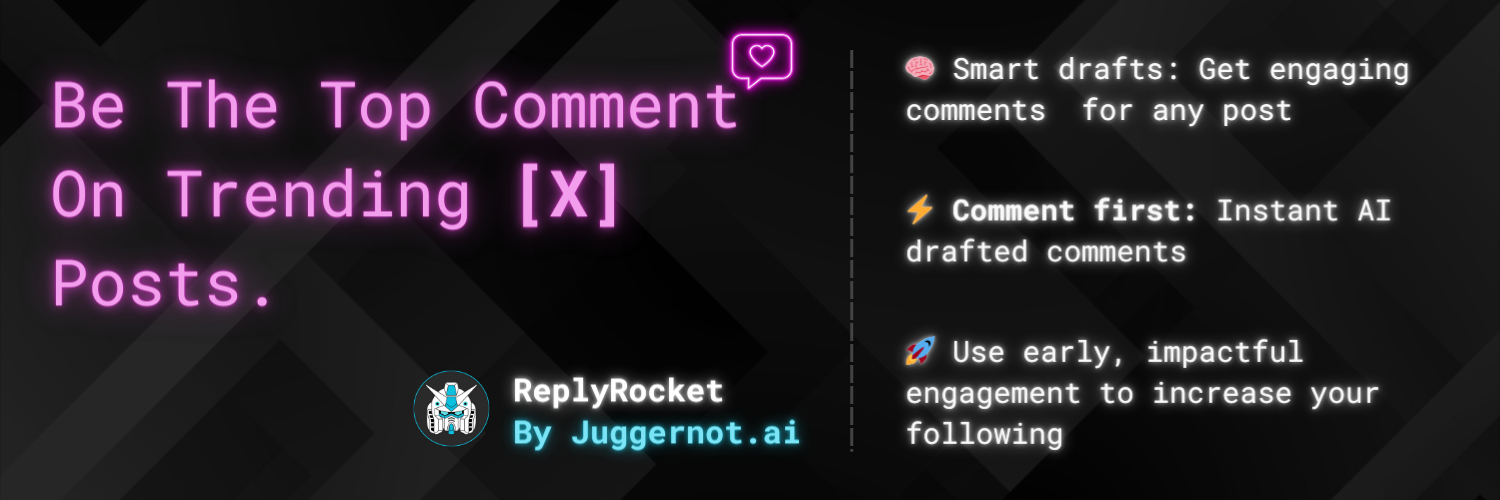 Be The Top Comment
On Trending [X]
Posts.
ReplyRocket
By Juggernot.ai
🧠 Smart drafts: Get engaging
comments  for any post
⚡ Comment first: Instant AI
drafted comments
🚀 Use early, impactful
engagement to increase your
following